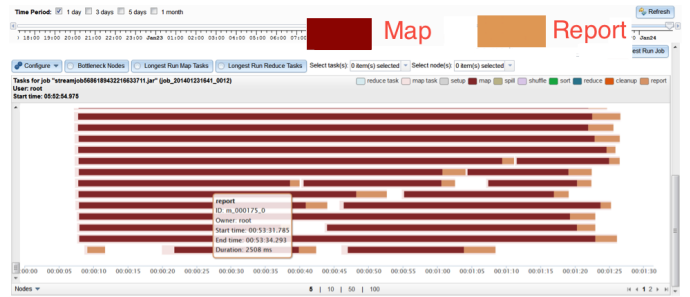 Time Period: 1 day 3 days 5 days 1 month Refresh
18:00 19:00 20:00 21:00 22:00 23:00 Jan23 01:00 02:00 03:00 04:00 05:00 06:00 07:00 Jan24
Map Report
est Run Job
Configure Bottleneck Nodes Longest Run Map Tasks Longest Run Reduce Tasks Select task(s): 0 item(s) selected Select node(s): 0 item(s) selected
Tasks for job "streamjob5686189432216633711.jar" (job_201401231641_0012) reduce task map task setup map spill shuffle sort reduce cleanup report
User: root
Start time: 05:52:54.975
report
ID: m_000175_0
Owner: root
Start time: 00:53:31.785
End time: 00:53:34.293
Duration: 2508 ms
00:00 00:00:05 00:00:10 00:00:15 00:00:20 00:00:25 00:00:30 00:00:35 00:00:40 00:00:45 00:00:50 00:00:55 00:01:00 00:01:05 00:01:10 00:01:15 00:01:20 00:01:25 00:01:30
Nodes 5 | 10 | 50 | 100 1 2